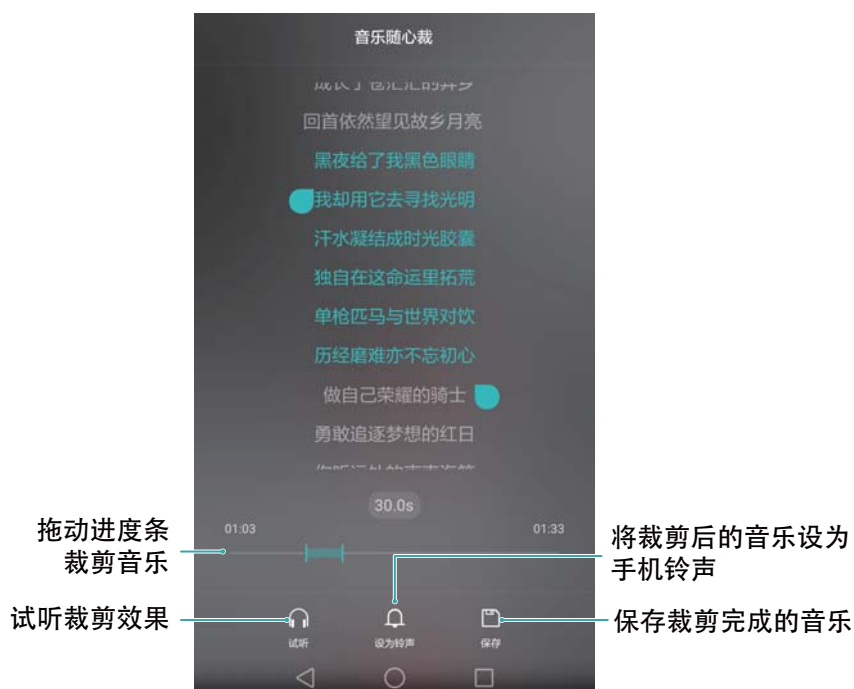 音乐随心裁
回首依然望见故乡月亮
黑夜给了我黑色眼睛
我却用它去寻找光明
汗水凝结成时光胶囊
独自在这命运里拓荒
单枪匹马与世界对饮
历经磨难亦不忘初心
做自己荣耀的骑士
勇敢追逐梦想的红日
30.0s
01:03
01:33
拖动进度条
裁剪音乐
将裁剪后的音乐设为
手机铃声
试听裁剪效果
保存裁剪完成的音乐
试听
设为铃声
保存